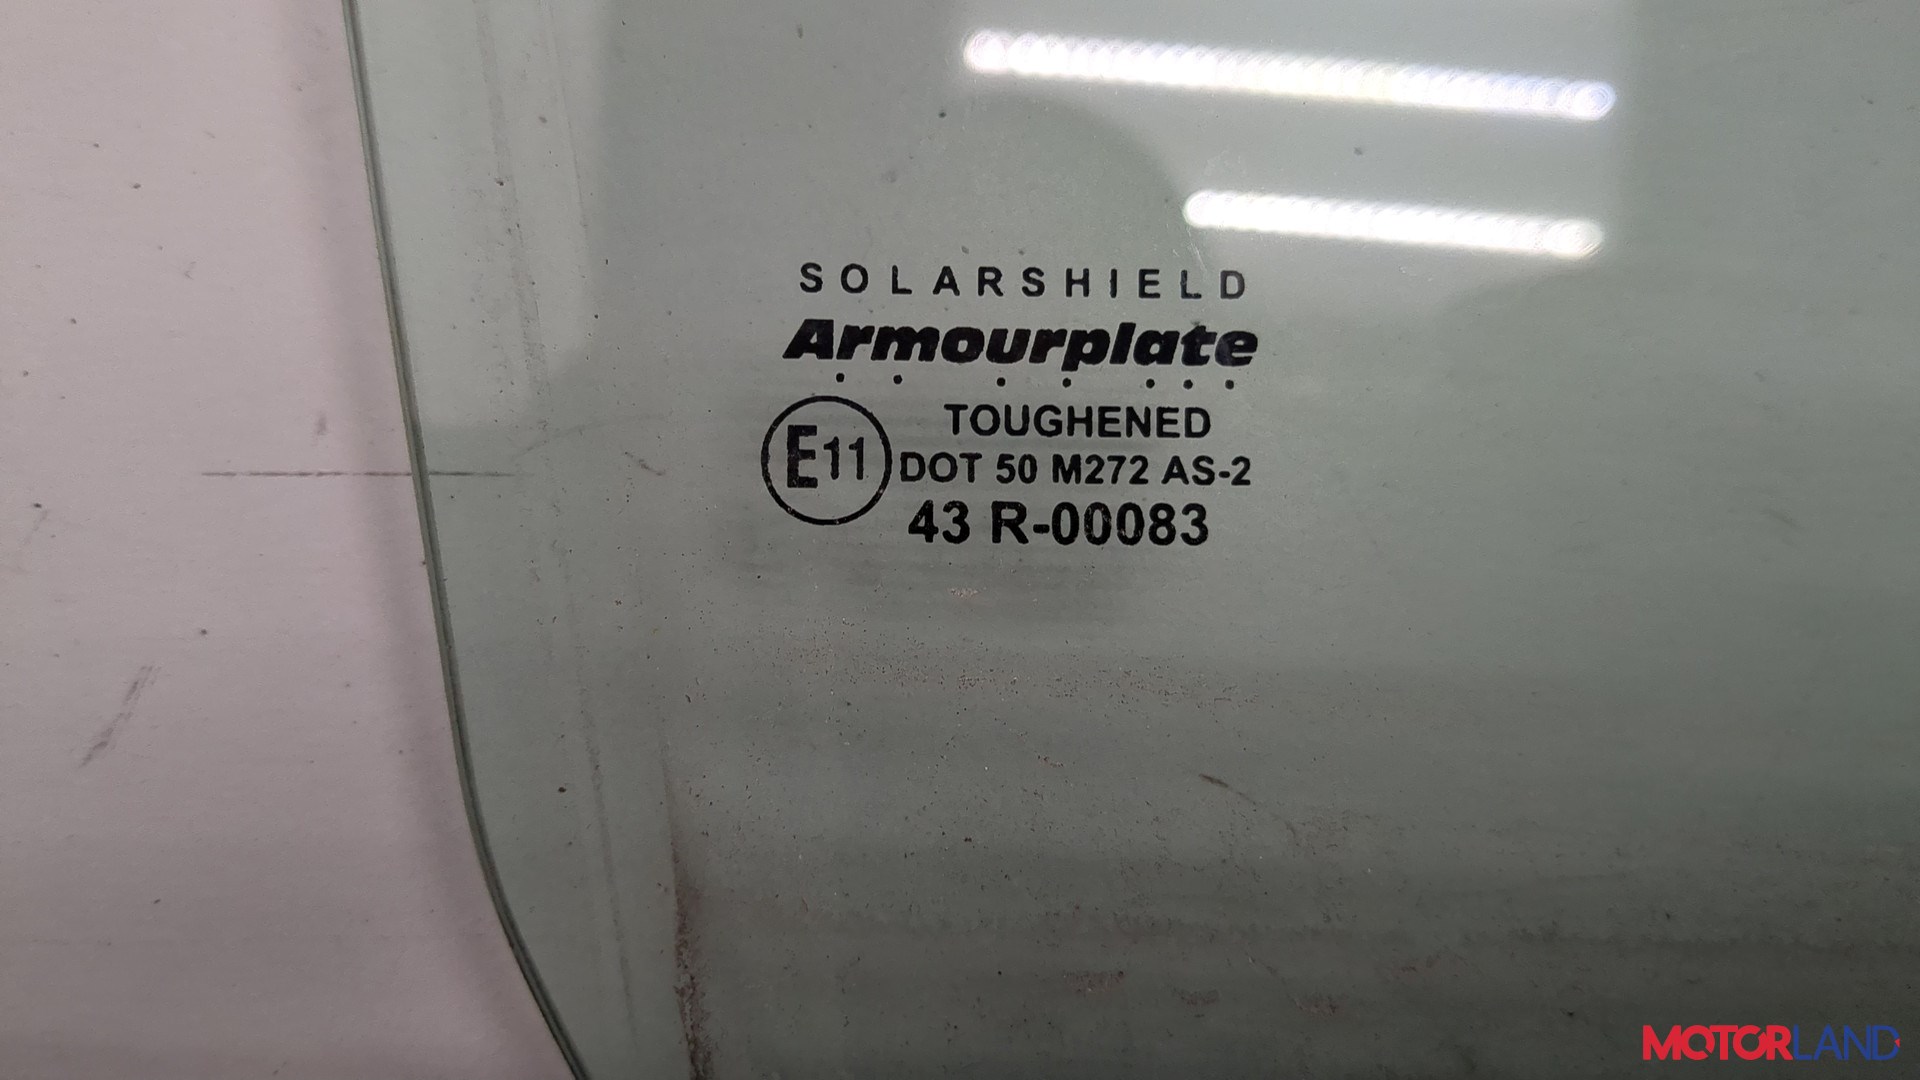 SOLARSHIELD
Armourplate
TOUGHENED
E11 DOT 50 M272 AS-2
43 R-00083
MOTORLAND